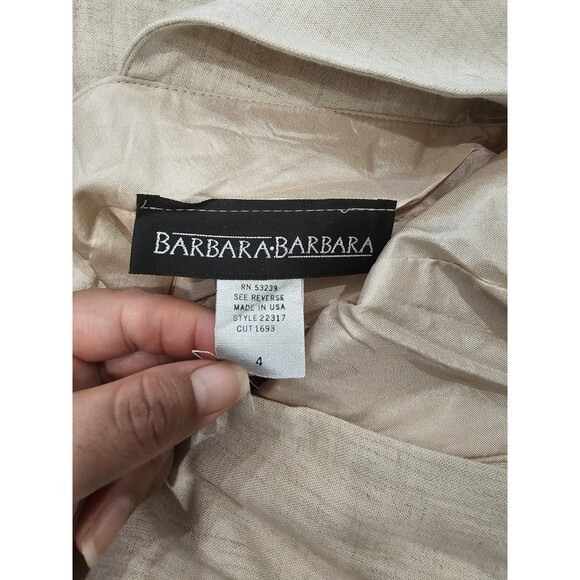 BARBARA·BARBARA
RN 53239
SEE REVERSE
MADE IN USA
STYLE 22317
CUT 1693
4